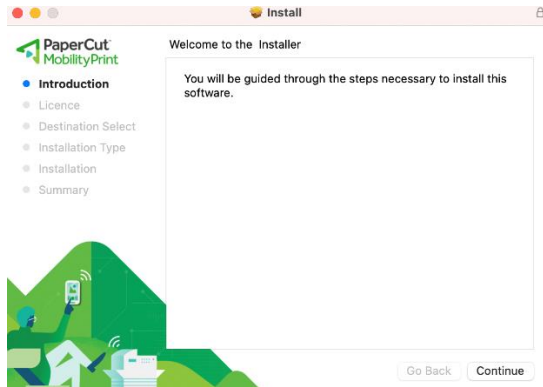 Install
PaperCut
MobilityPrint
Welcome to the Installer
Introduction
Licence
Destination Select
Installation Type
Installation
Summary
You will be guided through the steps necessary to install this
software.
Go Back
Continue